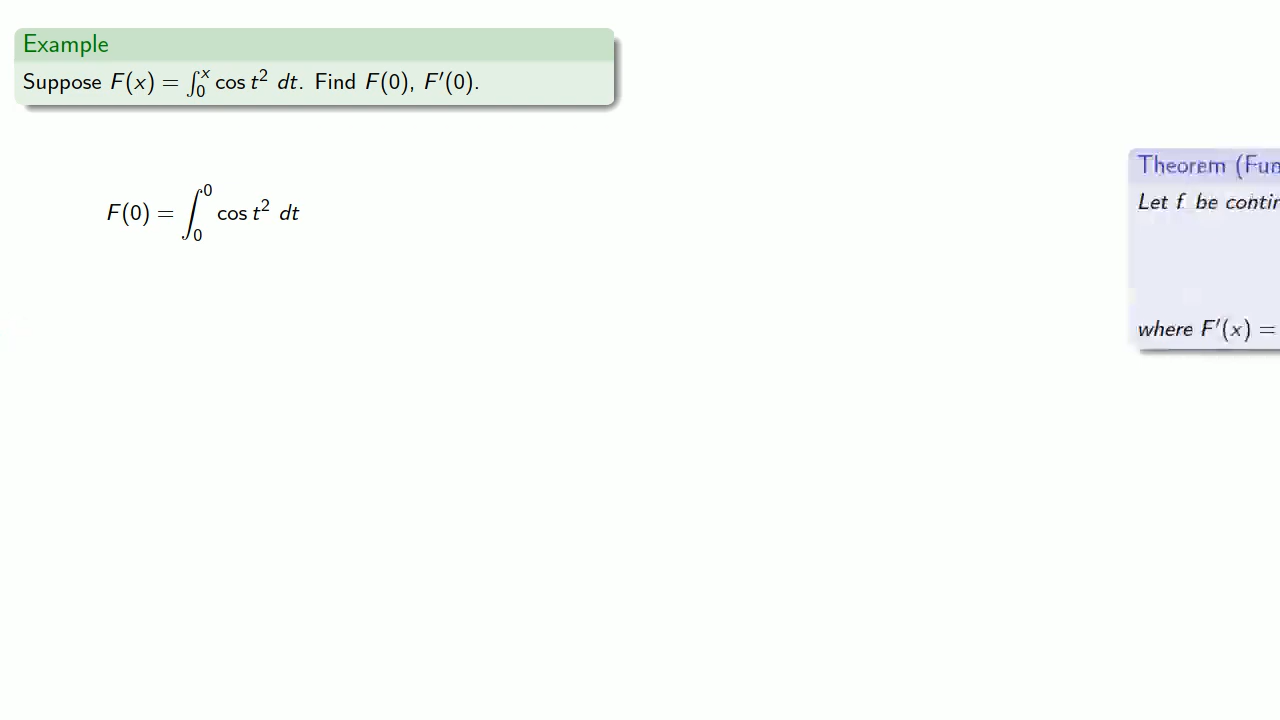 Example
Suppose F(x) = ∫₀ˣ cos t² dt. Find F(0), F′(0).
F(0) = ∫₀⁰ cos t² dt
Theorem (Fun
Let f be contin
where F′(x) =